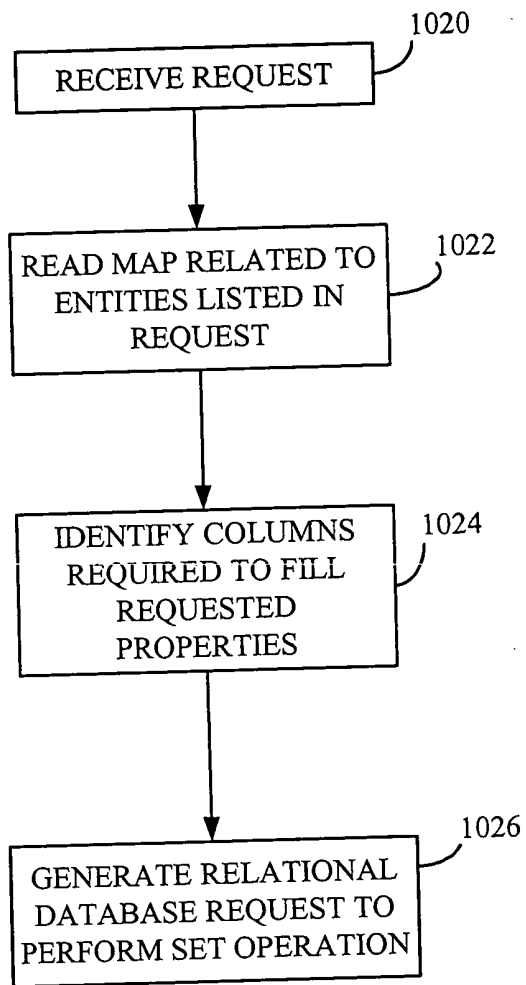 1020
RECEIVE REQUEST
1022
READ MAP RELATED TO
ENTITIES LISTED IN
REQUEST
1024
IDENTIFY COLUMNS
REQUIRED TO FILL
REQUESTED
PROPERTIES
1026
GENERATE RELATIONAL
DATABASE REQUEST TO
PERFORM SET OPERATION